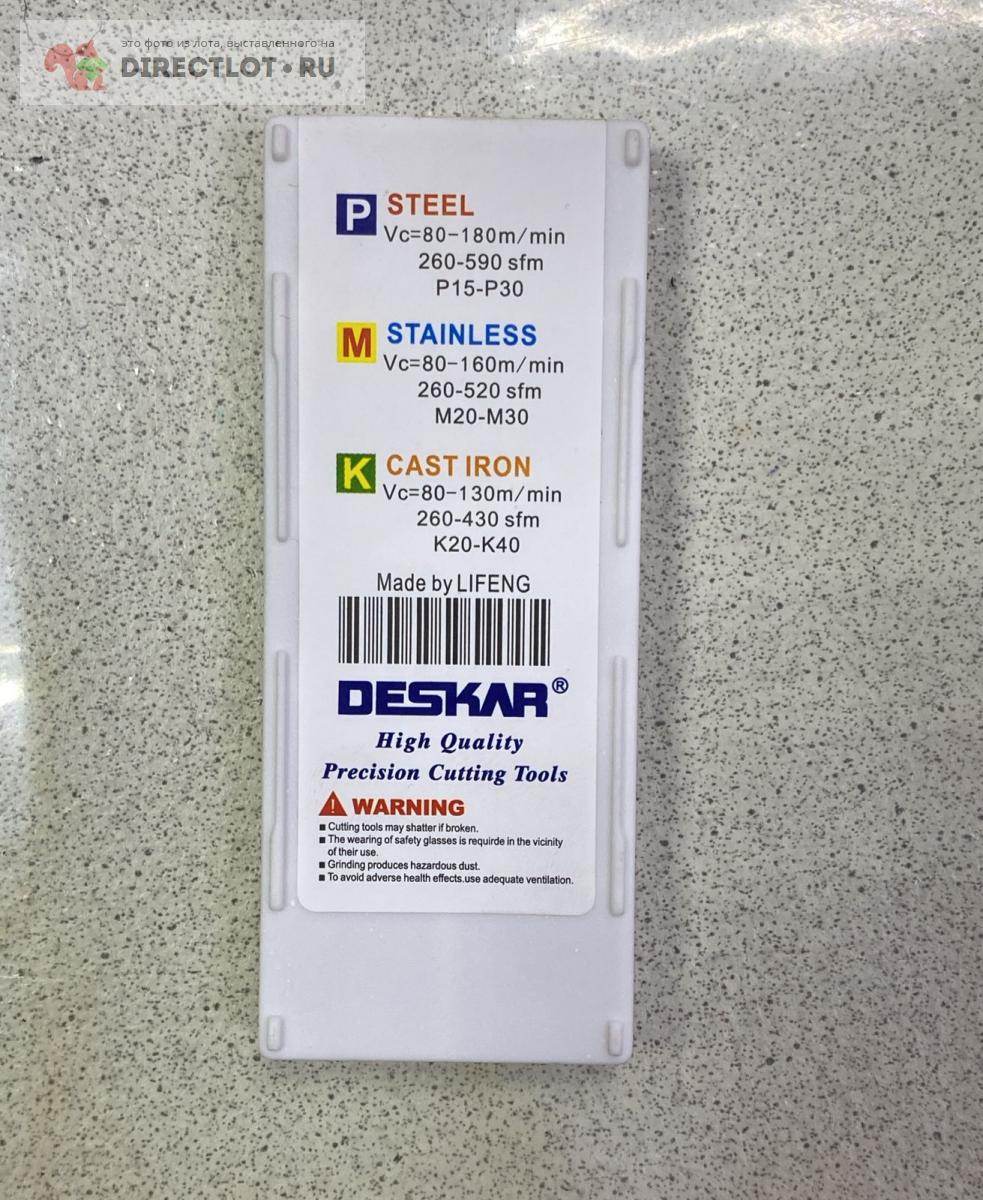 это фото из лота, выставленного на
DIRECTLOT • RU
P STEEL
Vc=80-180m/min
260-590 sfm
P15-P30
M STAINLESS
Vc=80-160m/min
260-520 sfm
M20-M30
K CAST IRON
Vc=80-130m/min
260-430 sfm
K20-K40
Made by LIFENG
DESKAR®
High Quality
Precision Cutting Tools
WARNING
■ Cutting tools may shatter if broken.
■ The wearing of safety glasses is requirde in the vicinity
of their use.
■ Grinding produces hazardous dust.
■ To avoid adverse health effects.use adequate ventilation.